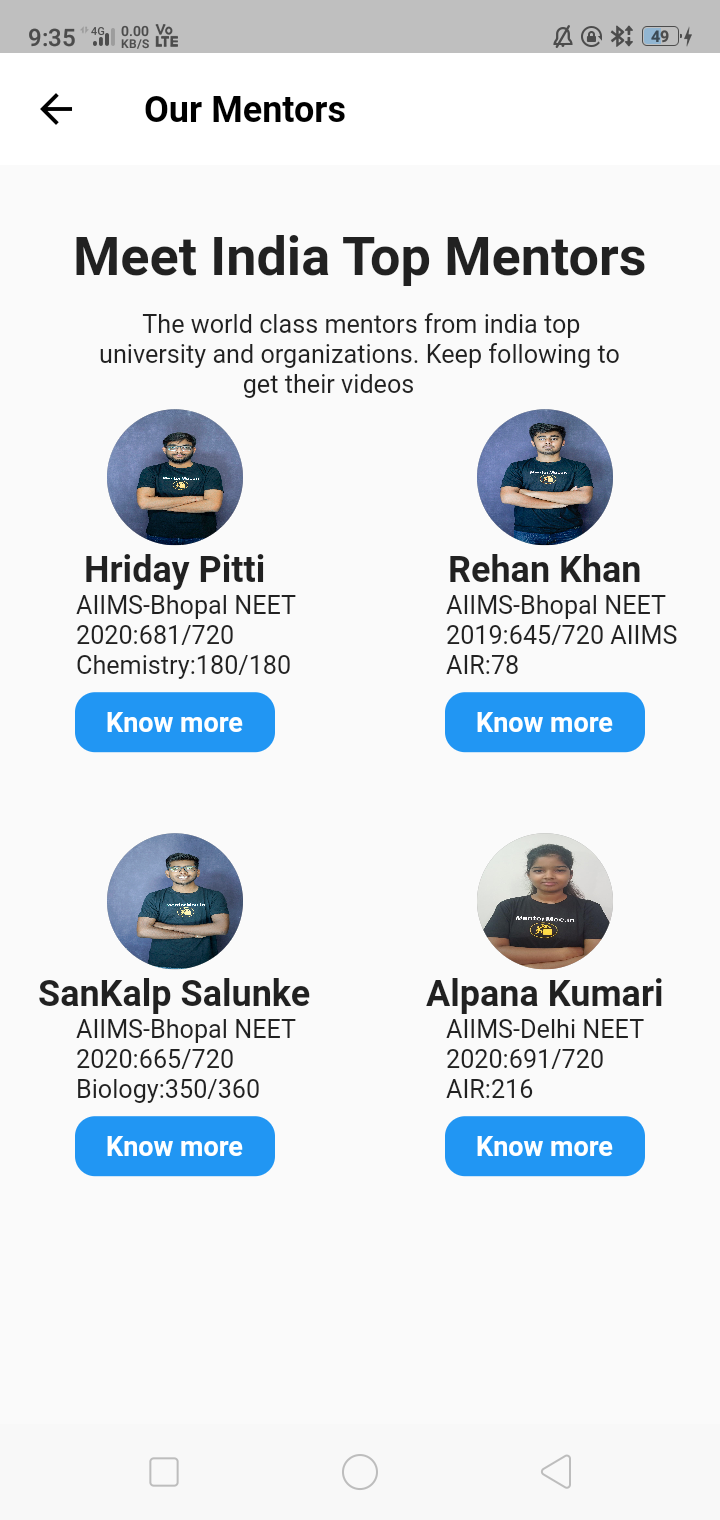 9:35 4G 0.00 KB/S Vo LTE 49
Our Mentors
Meet India Top Mentors
The world class mentors from india top
university and organizations. Keep following to
get their videos
Hriday Pitti
AIIMS-Bhopal NEET
2020:681/720
Chemistry:180/180
Know more
Rehan Khan
AIIMS-Bhopal NEET
2019:645/720 AIIMS
AIR:78
Know more
SanKalp Salunke
AIIMS-Bhopal NEET
2020:665/720
Biology:350/360
Know more
MentorMoc.in
Alpana Kumari
AIIMS-Delhi NEET
2020:691/720
AIR:216
Know more